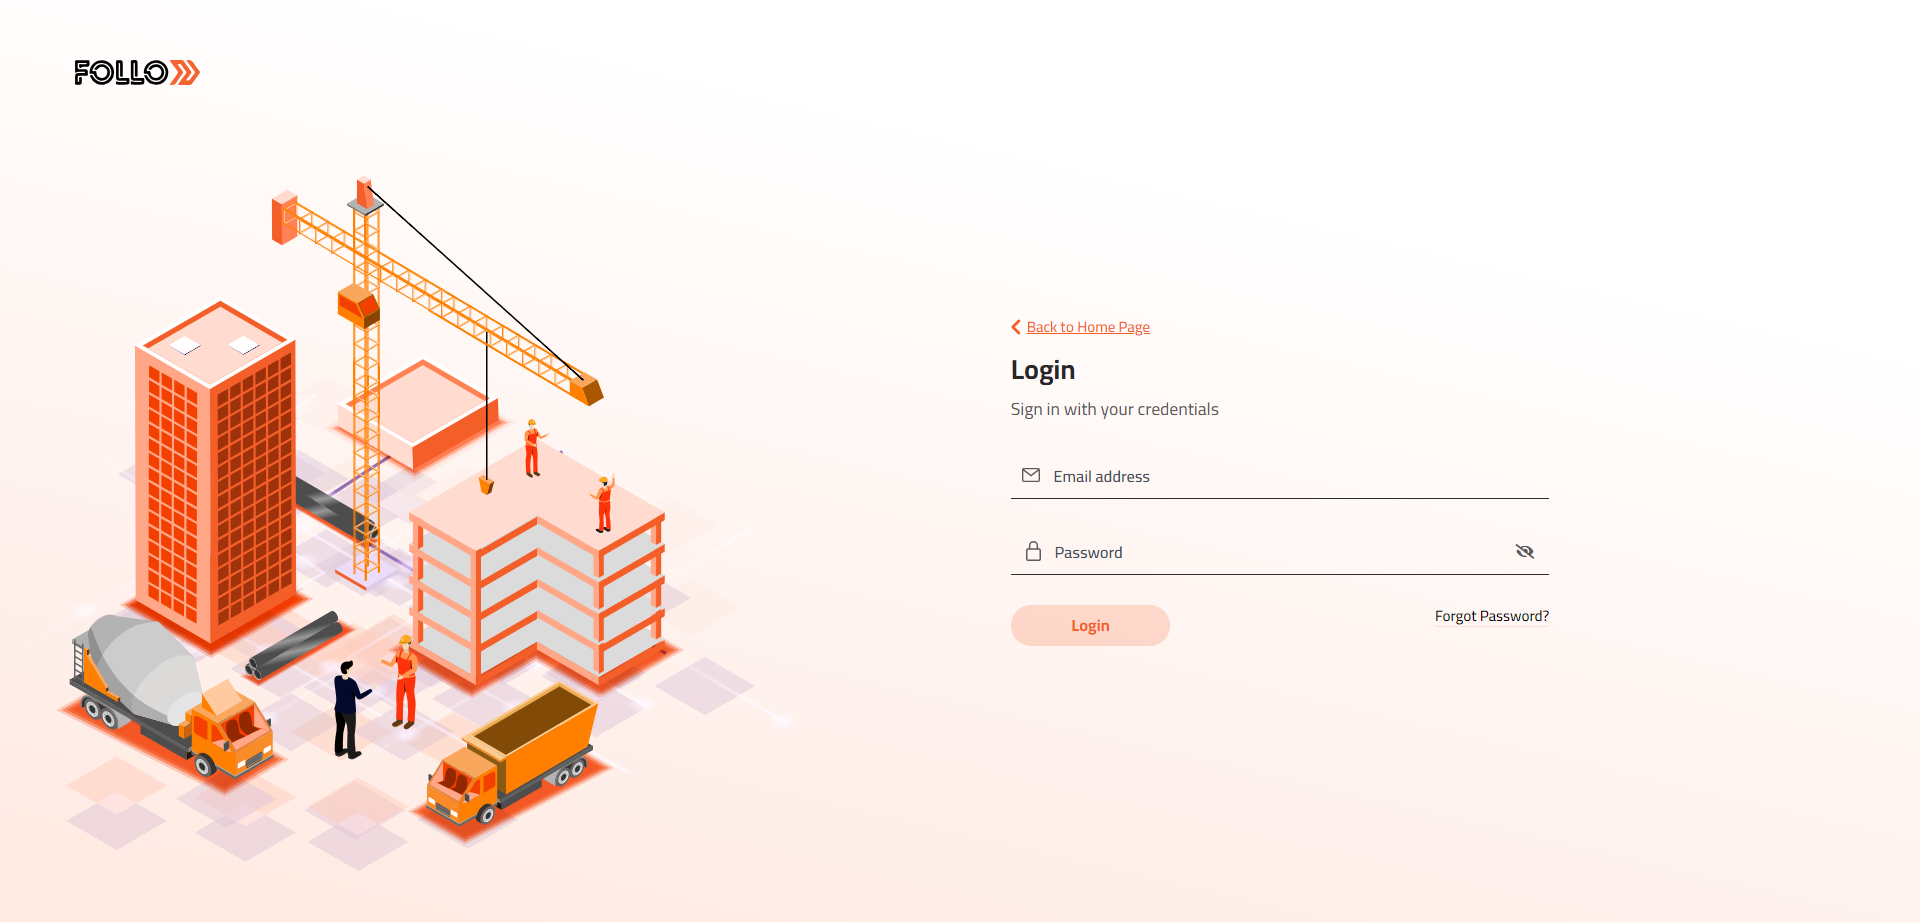 FOLLO
Back to Home Page
Login
Sign in with your credentials
Email address
Password
Login
Forgot Password?